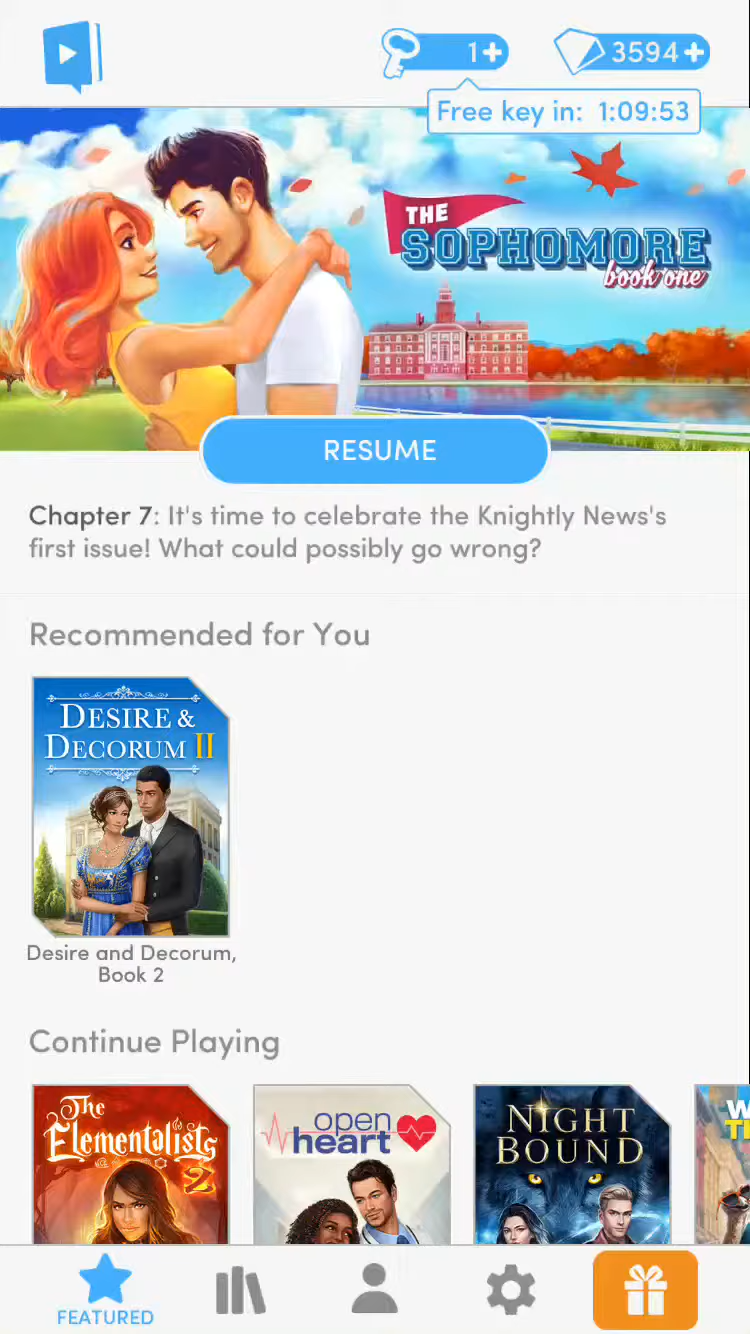 1+
3594+
Free key in: 1:09:53
THE
SOPHOMORE
book one
RESUME
Chapter 7: It's time to celebrate the Knightly News's
first issue! What could possibly go wrong?
Recommended for You
DESIRE &
DECORUM II
Desire and Decorum,
Book 2
Continue Playing
The
Elementalists
2
open
heart
NIGHT
BOUND
FEATURED